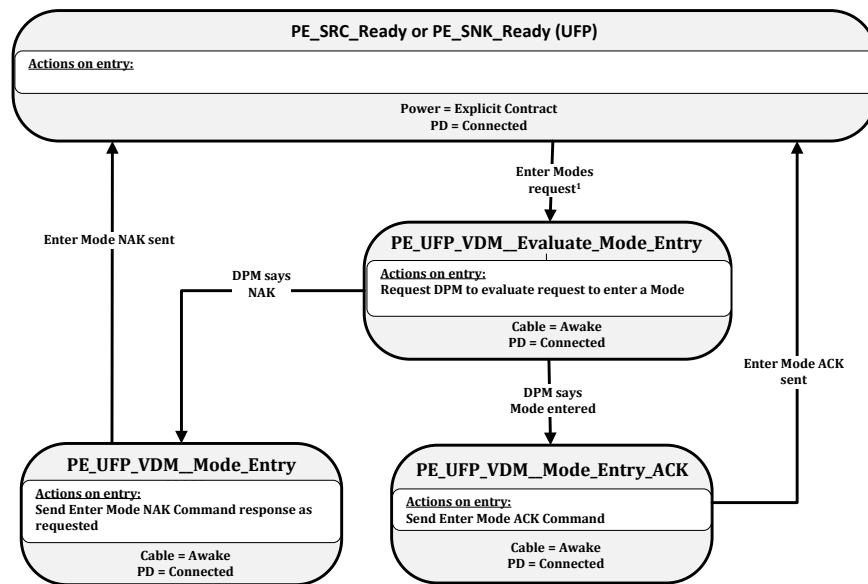 PE_SRC_Ready or PE_SNK_Ready (UFP)
Actions on entry:
Power = Explicit Contract
PD = Connected
Enter Modes
request¹
Enter Mode NAK sent
PE_UFP_VDM_Evaluate_Mode_Entry
Actions on entry:
Request DPM to evaluate request to enter a Mode
Cable = Awake
PD = Connected
DPM says
NAK
Enter Mode ACK
sent
DPM says
Mode entered
PE_UFP_VDM_Mode_Entry
Actions on entry:
Send Enter Mode NAK Command response as
requested
Cable = Awake
PD = Connected
PE_UFP_VDM_Mode_Entry_ACK
Actions on entry:
Send Enter Mode ACK Command
Cable = Awake
PD = Connected